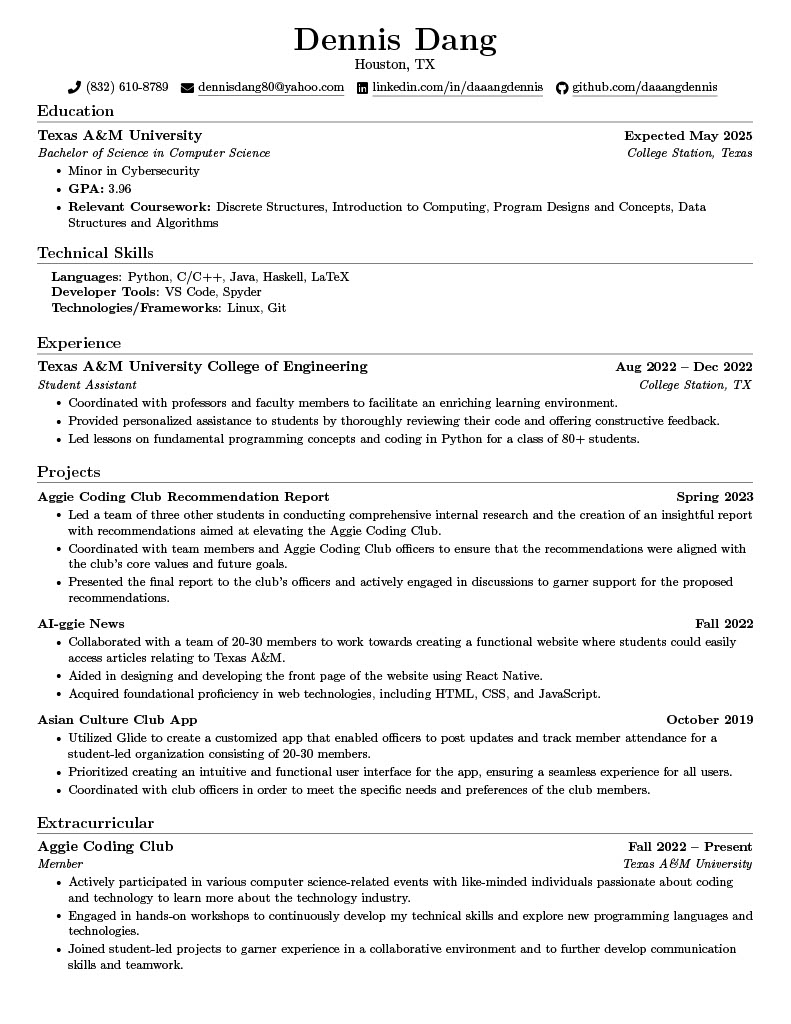 Dennis Dang
Houston, TX
(832) 610-8789 dennisdang80@yahoo.com linkedin.com/in/daaangdennis github.com/daaangdennis
Education
Texas A&M University Expected May 2025
Bachelor of Science in Computer Science College Station, Texas
• Minor in Cybersecurity
• GPA: 3.96
• Relevant Coursework: Discrete Structures, Introduction to Computing, Program Designs and Concepts, Data
Structures and Algorithms
Technical Skills
Languages: Python, C/C++, Java, Haskell, LaTeX
Developer Tools: VS Code, Spyder
Technologies/Frameworks: Linux, Git
Experience
Texas A&M University College of Engineering Aug 2022 – Dec 2022
Student Assistant College Station, TX
• Coordinated with professors and faculty members to facilitate an enriching learning environment.
• Provided personalized assistance to students by thoroughly reviewing their code and offering constructive feedback.
• Led lessons on fundamental programming concepts and coding in Python for a class of 80+ students.
Projects
Aggie Coding Club Recommendation Report Spring 2023
• Led a team of three other students in conducting comprehensive internal research and the creation of an insightful report
with recommendations aimed at elevating the Aggie Coding Club.
• Coordinated with team members and Aggie Coding Club officers to ensure that the recommendations were aligned with
the club's core values and future goals.
• Presented the final report to the club's officers and actively engaged in discussions to garner support for the proposed
recommendations.
AI-ggie News Fall 2022
• Collaborated with a team of 20-30 members to work towards creating a functional website where students could easily
access articles relating to Texas A&M.
• Aided in designing and developing the front page of the website using React Native.
• Acquired foundational proficiency in web technologies, including HTML, CSS, and JavaScript.
Asian Culture Club App October 2019
• Utilized Glide to create a customized app that enabled officers to post updates and track member attendance for a
student-led organization consisting of 20-30 members.
• Prioritized creating an intuitive and functional user interface for the app, ensuring a seamless experience for all users.
• Coordinated with club officers in order to meet the specific needs and preferences of the club members.
Extracurricular
Aggie Coding Club Fall 2022 – Present
Member Texas A&M University
• Actively participated in various computer science-related events with like-minded individuals passionate about coding
and technology to learn more about the technology industry.
• Engaged in hands-on workshops to continuously develop my technical skills and explore new programming languages and
technologies.
• Joined student-led projects to garner experience in a collaborative environment and to further develop communication
skills and teamwork.